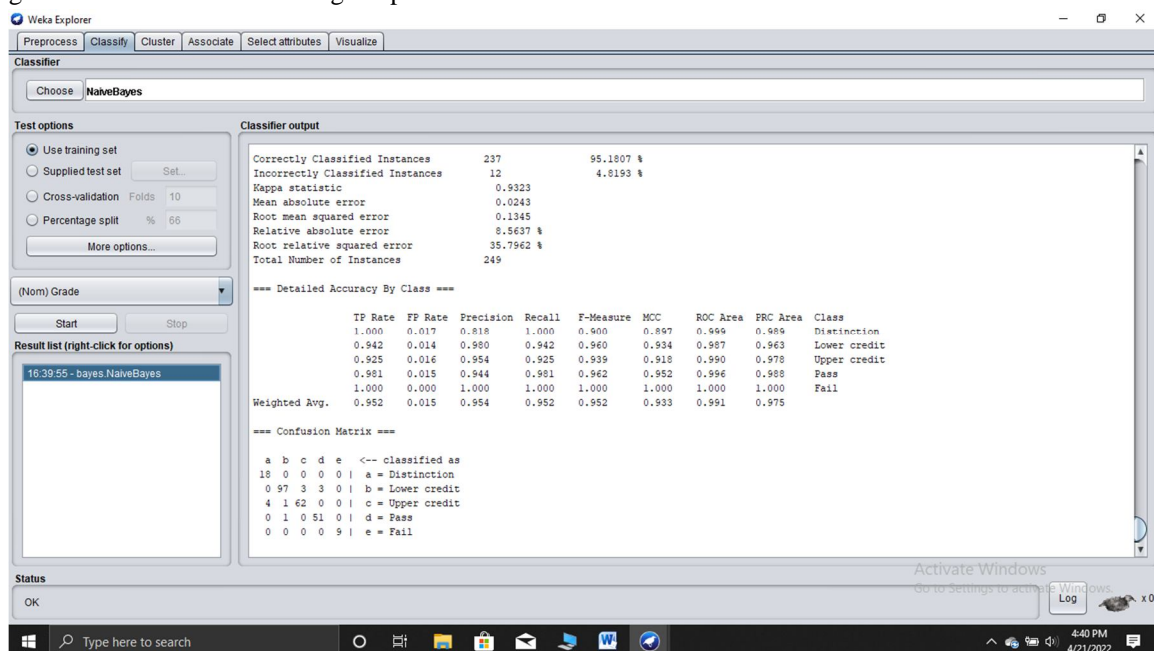 Weka Explorer
Preprocess Classify Cluster Associate Select attributes Visualize
Classifier
Choose NaiveBayes
Test options
Use training set
Supplied test set Set...
Cross-validation Folds 10
Percentage split % 66
More options...
(Nom) Grade
Start Stop
Result list (right-click for options)
16:39:55 - bayes.NaiveBayes
Classifier output
Correctly Classified Instances 237 95.1807 %
Incorrectly Classified Instances 12 4.8193 %
Kappa statistic 0.9323
Mean absolute error 0.0243
Root mean squared error 0.1345
Relative absolute error 8.5637 %
Root relative squared error 35.7962 %
Total Number of Instances 249
=== Detailed Accuracy By Class ===
TP Rate FP Rate Precision Recall F-Measure MCC ROC Area PRC Area Class
1.000 0.017 0.818 1.000 0.900 0.897 0.999 0.989 Distinction
0.942 0.014 0.980 0.942 0.960 0.934 0.987 0.963 Lower credit
0.925 0.016 0.954 0.925 0.939 0.918 0.990 0.978 Upper credit
0.981 0.015 0.944 0.981 0.962 0.952 0.996 0.988 Pass
1.000 0.000 1.000 1.000 1.000 1.000 1.000 1.000 Fail
Weighted Avg. 0.952 0.015 0.954 0.952 0.952 0.933 0.991 0.975
=== Confusion Matrix ===
a b c d e <-- classified as
18 0 0 0 0 | a = Distinction
0 97 3 3 0 | b = Lower credit
4 1 62 0 0 | c = Upper credit
0 1 0 51 0 | d = Pass
0 0 0 0 9 | e = Fail
Activate Windows
Go to Settings to activate Windows.
Status
OK
Log x 0
Type here to search
4:40 PM
4/21/2022